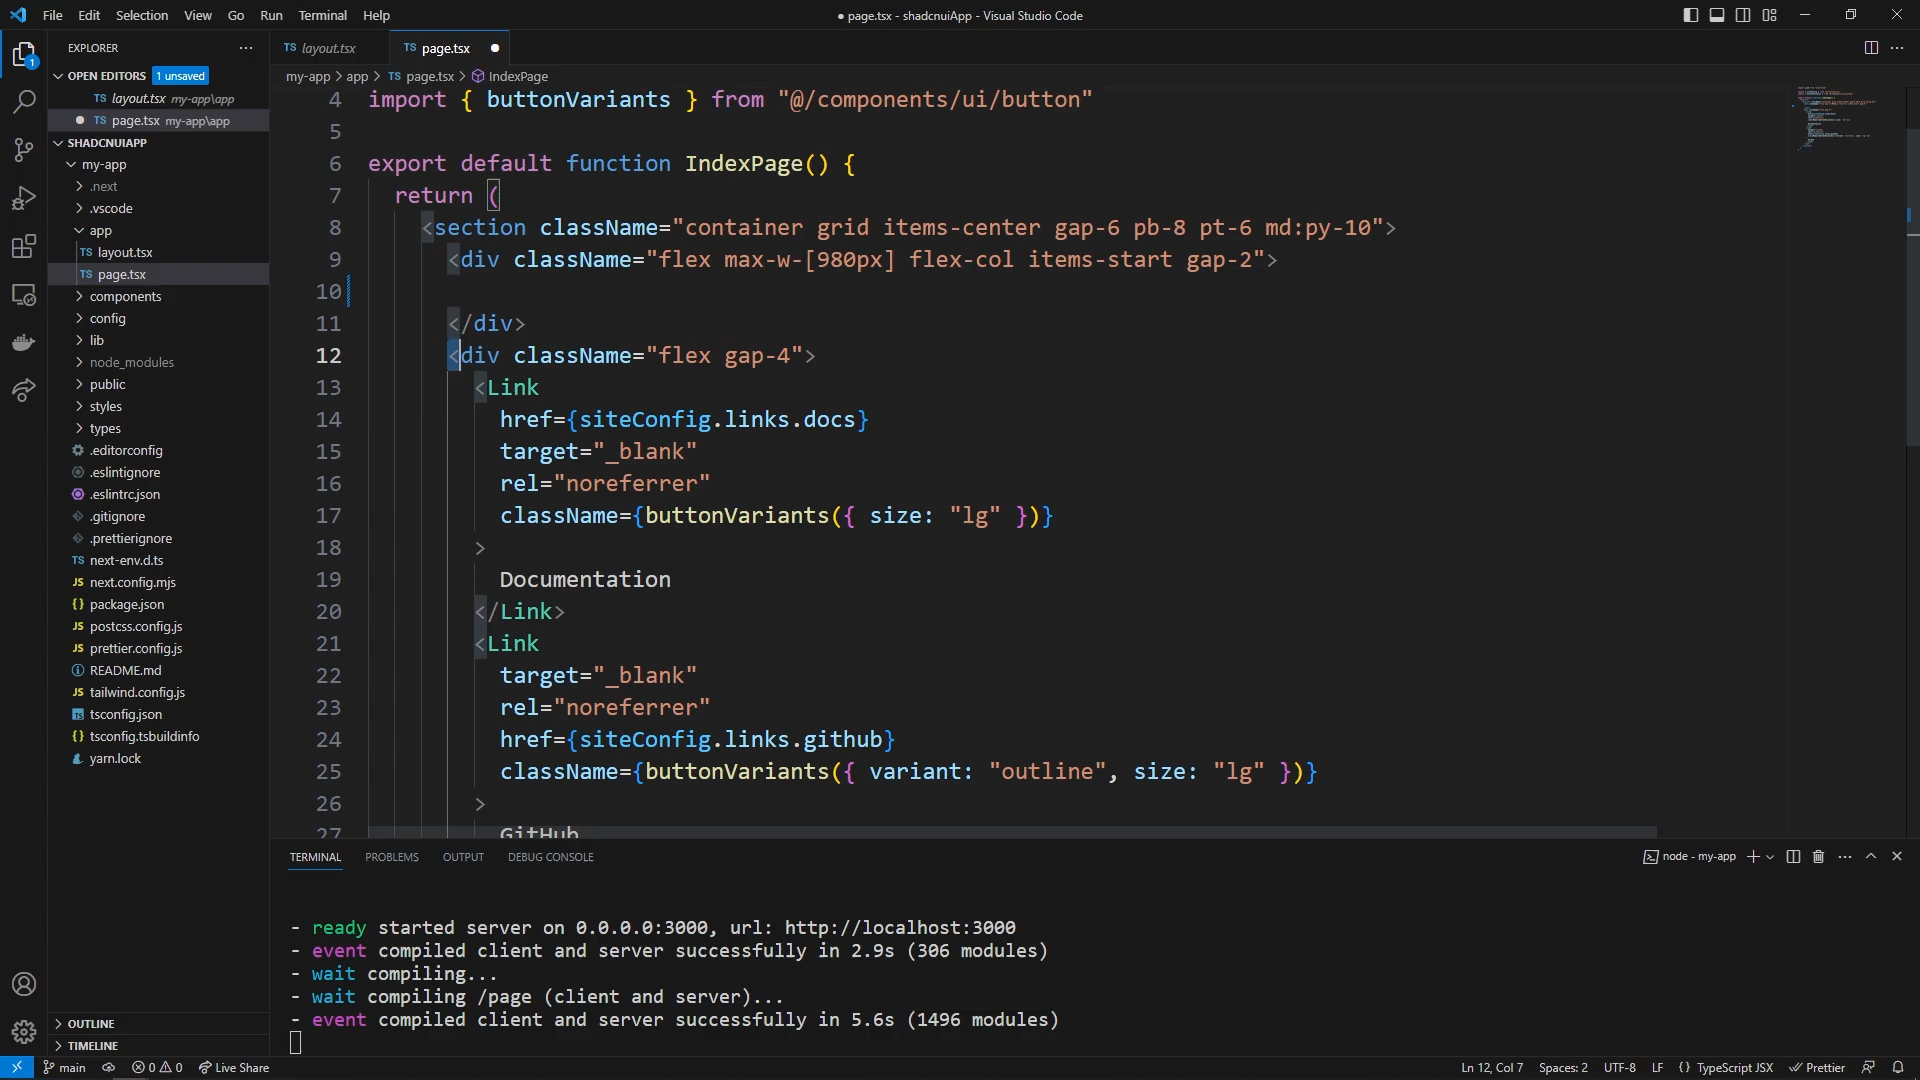 File Edit Selection View Go Run Terminal Help
● page.tsx - shadcnuiApp - Visual Studio Code
EXPLORER
1
OPEN EDITORS 1 unsaved
TS layout.tsx my-app\app
● TS page.tsx my-app\app
SHADCNUIAPP
my-app
.next
.vscode
app
TS layout.tsx
TS page.tsx
components
config
lib
node_modules
public
styles
types
.editorconfig
.eslintignore
.eslintrc.json
.gitignore
.prettierignore
TS next-env.d.ts
JS next.config.mjs
{} package.json
JS postcss.config.js
JS prettier.config.js
README.md
JS tailwind.config.js
TS tsconfig.json
{} tsconfig.tsbuildinfo
yarn.lock
OUTLINE
TIMELINE
TS layout.tsx
TS page.tsx ●
my-app > app > TS page.tsx > IndexPage
4 import { buttonVariants } from "@/components/ui/button"
5
6 export default function IndexPage() {
7 return (
8 <section className="container grid items-center gap-6 pb-8 pt-6 md:py-10">
9 <div className="flex max-w-[980px] flex-col items-start gap-2">
10
11 </div>
12 <div className="flex gap-4">
13 <Link
14 href={siteConfig.links.docs}
15 target="_blank"
16 rel="noreferrer"
17 className={buttonVariants({ size: "lg" })}
18 >
19 Documentation
20 </Link>
21 <Link
22 target="_blank"
23 rel="noreferrer"
24 href={siteConfig.links.github}
25 className={buttonVariants({ variant: "outline", size: "lg" })}
26 >
27 GitHub
TERMINAL PROBLEMS OUTPUT DEBUG CONSOLE
node - my-app
- ready started server on 0.0.0.0:3000, url: http://localhost:3000
- event compiled client and server successfully in 2.9s (306 modules)
- wait compiling...
- wait compiling /page (client and server)...
- event compiled client and server successfully in 5.6s (1496 modules)
main 0 0 Live Share
Ln 12, Col 7 Spaces: 2 UTF-8 LF {} TypeScript JSX Prettier